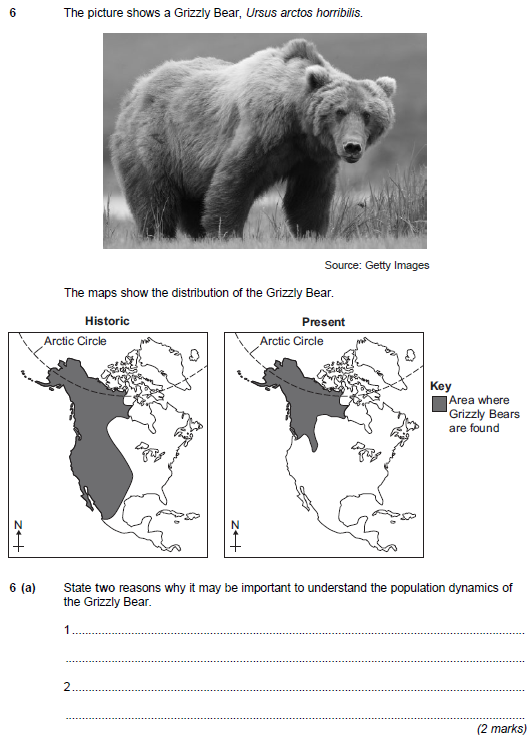 6 The picture shows a Grizzly Bear, Ursus arctos horribilis.
Source: Getty Images
The maps show the distribution of the Grizzly Bear.
Historic
Present
Arctic Circle
Arctic Circle
Key
Area where
Grizzly Bears
are found
N
N
6 (a) State two reasons why it may be important to understand the population dynamics of
the Grizzly Bear.
1
2
(2 marks)